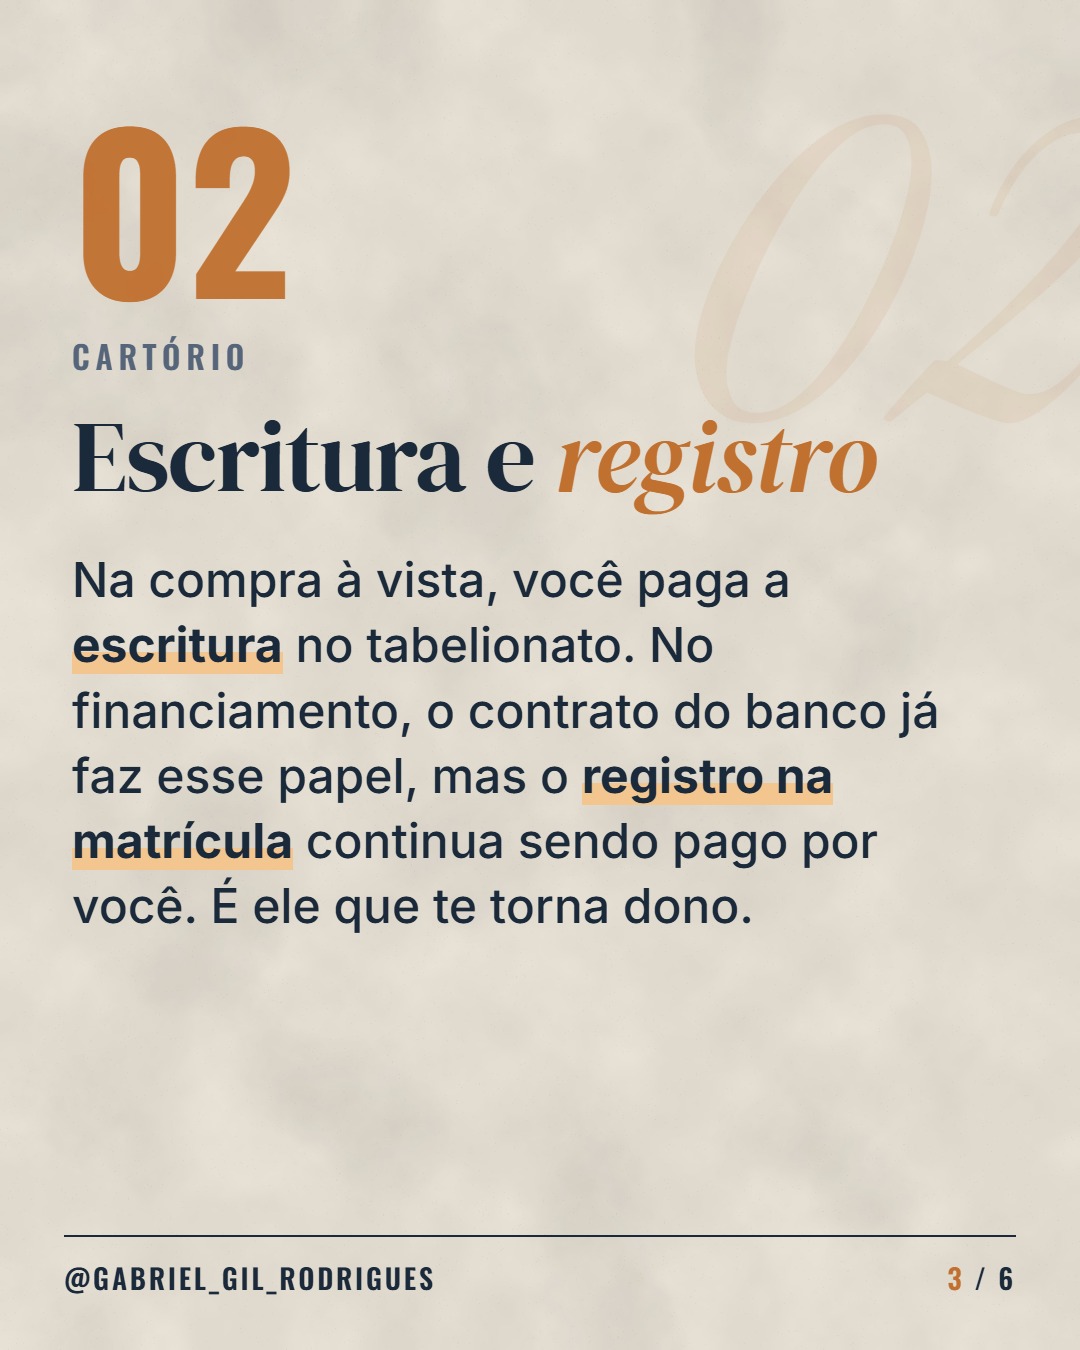 02
02
CARTÓRIO
Escritura e registro
Na compra à vista, você paga a
escritura no tabelionato. No
financiamento, o contrato do banco já
faz esse papel, mas o registro na
matrícula continua sendo pago por
você. É ele que te torna dono.
@GABRIEL_GIL_RODRIGUES
3 / 6